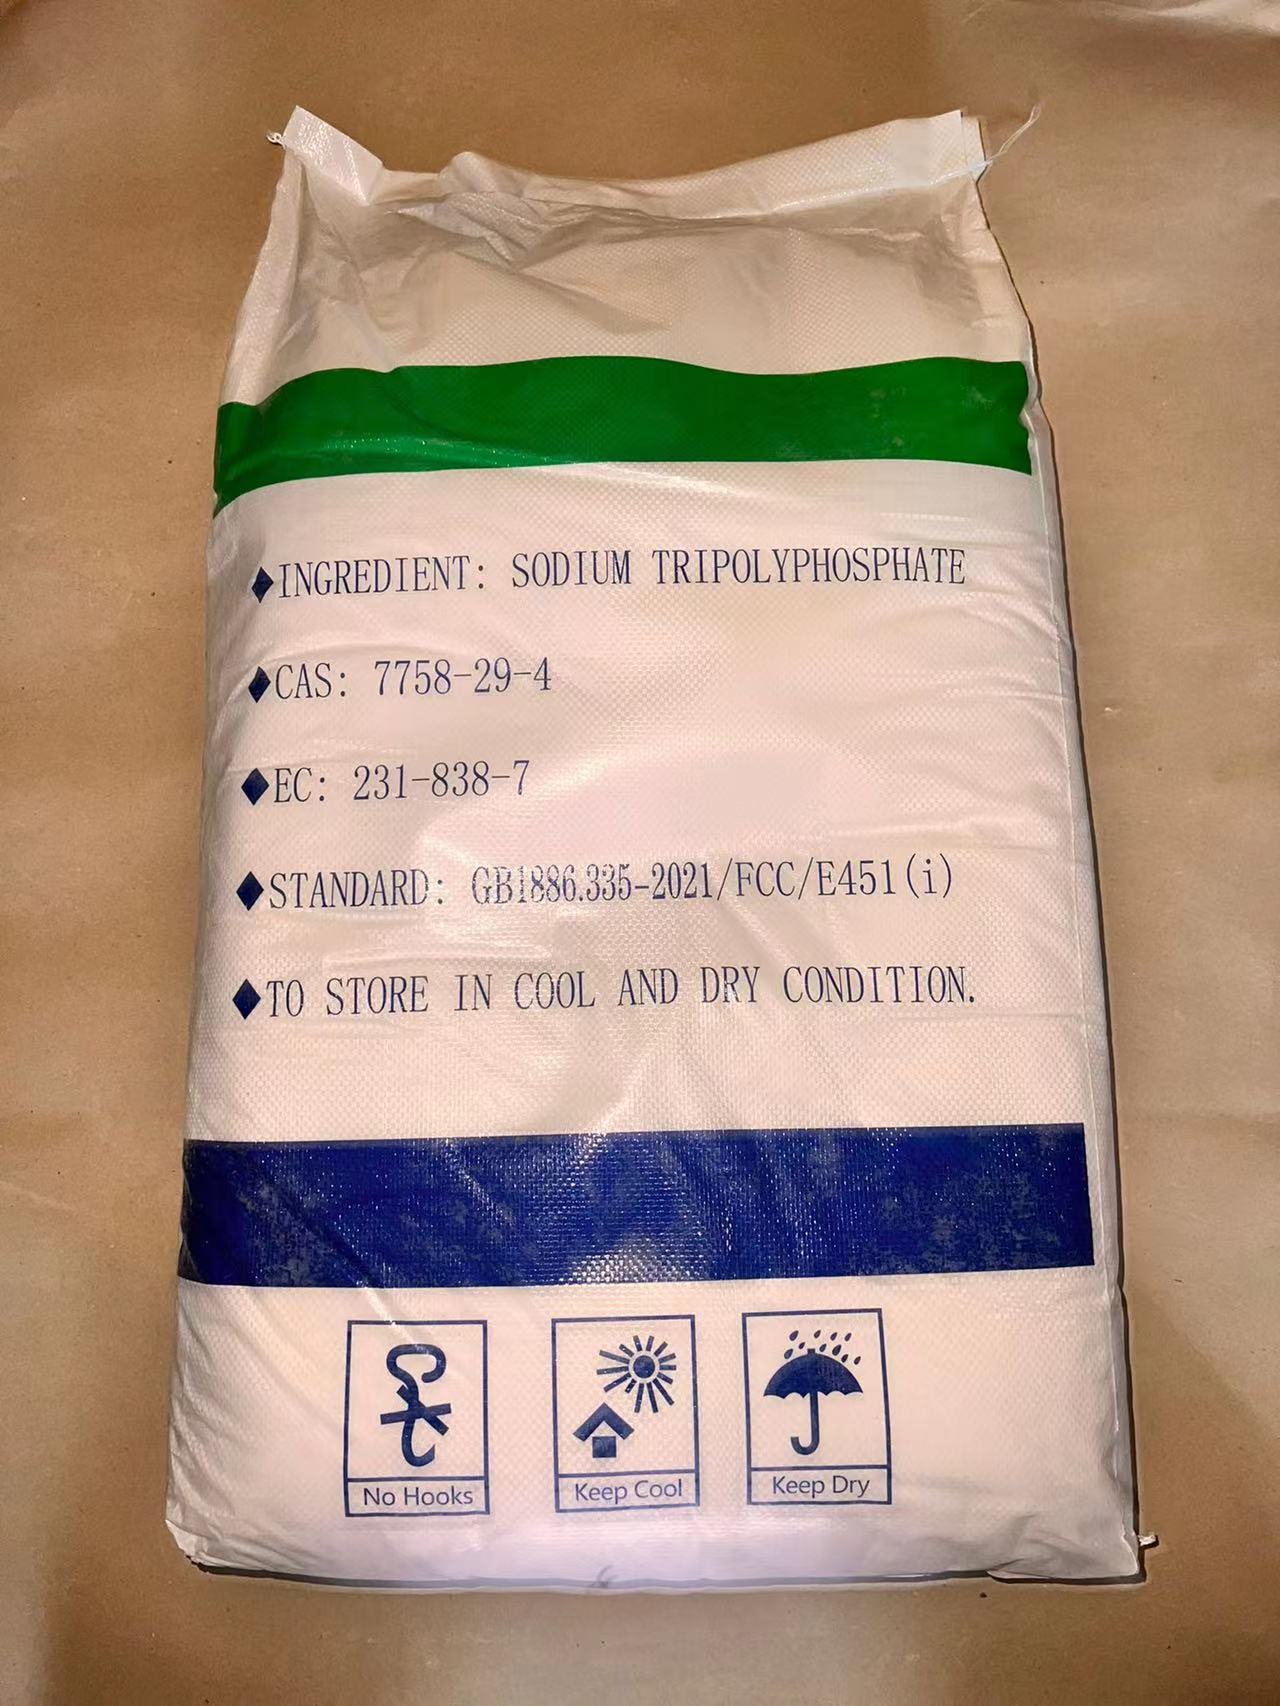 ◆INGREDIENT: SODIUM TRIPOLYPHOSPHATE
◆CAS: 7758-29-4
◆EC: 231-838-7
◆STANDARD: GB1886.335-2021/FCC/E451(i)
◆TO STORE IN COOL AND DRY CONDITION.
No Hooks
Keep Cool
Keep Dry